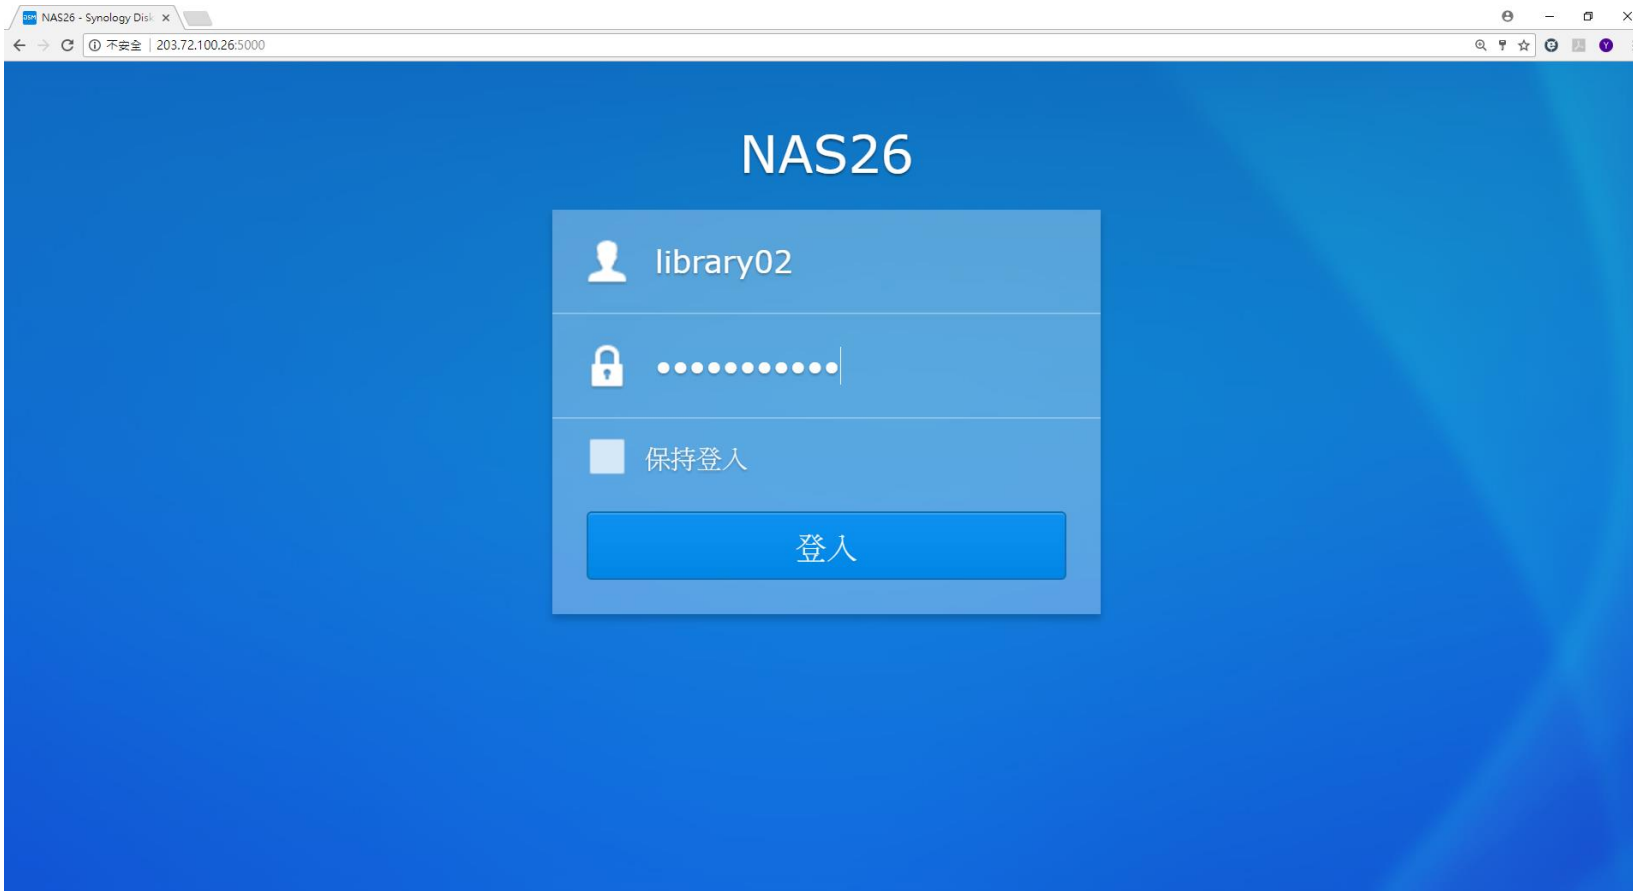 NAS26 - Synology Disk
不安全 | 203.72.100.26:5000
NAS26
library02
保持登入
登入